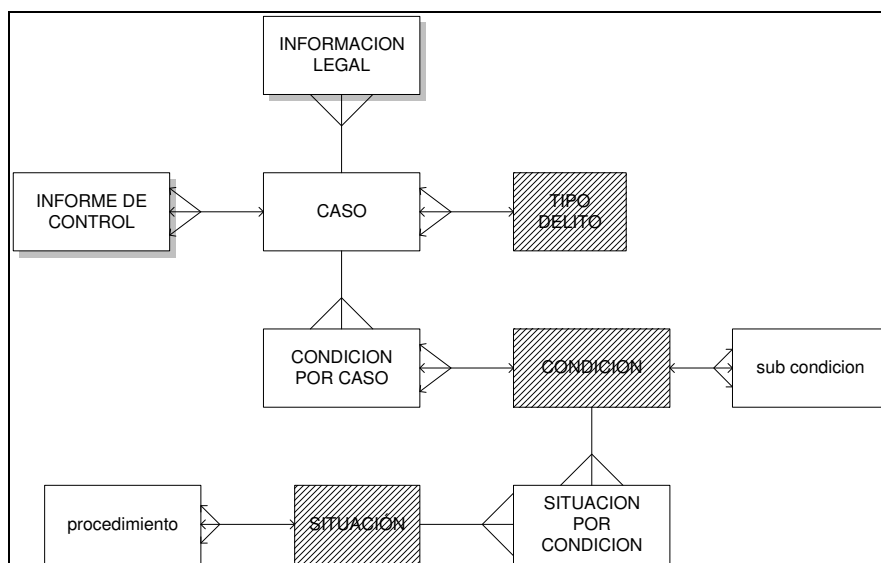 INFORMACION
LEGAL
INFORME DE
CONTROL
CASO
TIPO
DELITO
CONDICION
POR CASO
CONDICION
sub condicion
procedimiento
SITUACIÓN
SITUACION
POR
CONDICION